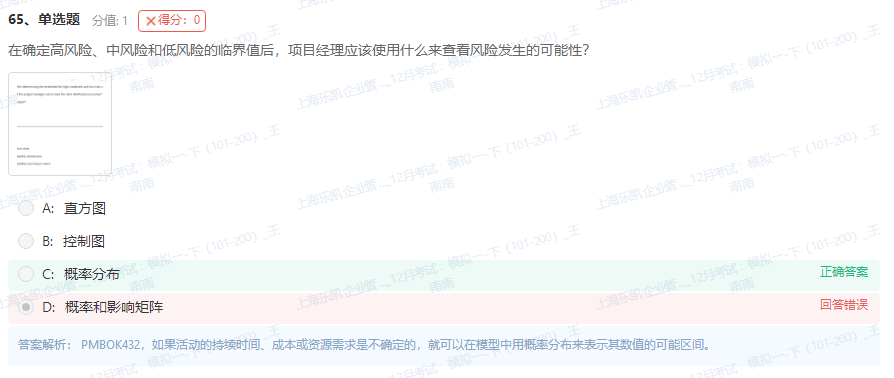 65、单选题 分值: 1 ✕得分：0
在确定高风险、中风险和低风险的临界值后，项目经理应该使用什么来查看风险发生的可能性？
A: 直方图
B: 控制图
C: 概率分布 正确答案
D: 概率和影响矩阵 回答错误
答案解析： PMBOK432，如果活动的持续时间、成本或资源需求是不确定的，就可以在模型中用概率分布来表示其数值的可能区间。
上海乐凯企业管..._12月考试：模拟一·下（101-200）_王
南南